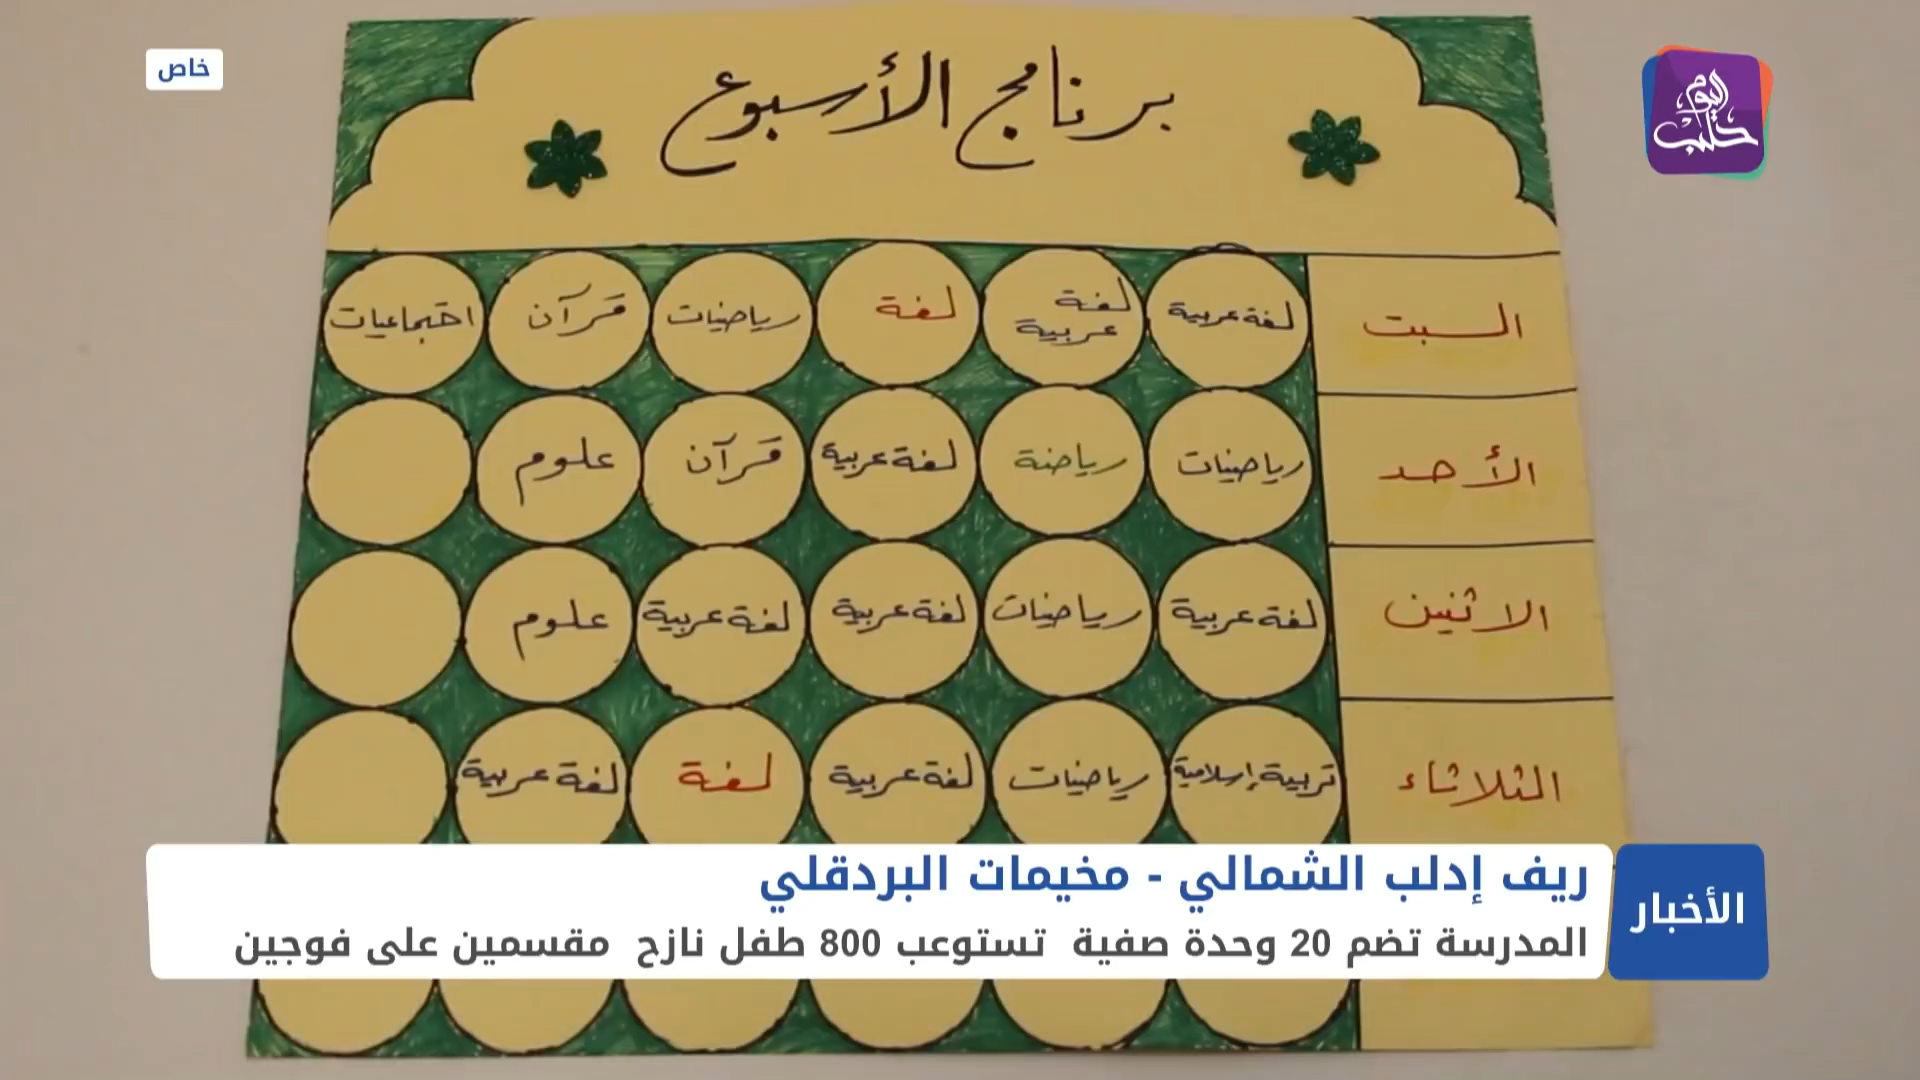 خاص
حلب اليوم
برنامج الأسبوع
السبت لغة عربية لغة عربية لغة رياضيات قرآن اجتماعيات
الأحد رياضيات رياضة لغة عربية قرآن علوم
الاثنين لغة عربية رياضيات لغة عربية لغة عربية علوم
الثلاثاء تربية إسلامية رياضيات لغة عربية لغة لغة عربية
الأخبار
ريف إدلب الشمالي - مخيمات البردقلي
المدرسة تضم 20 وحدة صفية تستوعب 800 طفل نازح مقسمين على فوجين